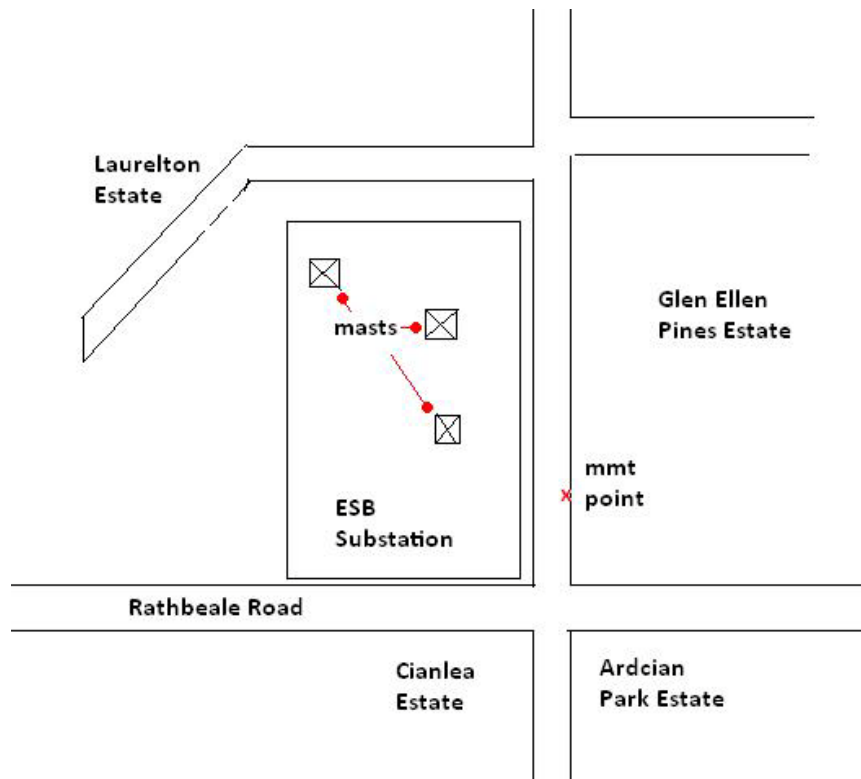 Laurelton
Estate
Glen Ellen
Pines Estate
masts
mmt
point
x
ESB
Substation
Rathbeale Road
Cianlea
Estate
Ardcian
Park Estate